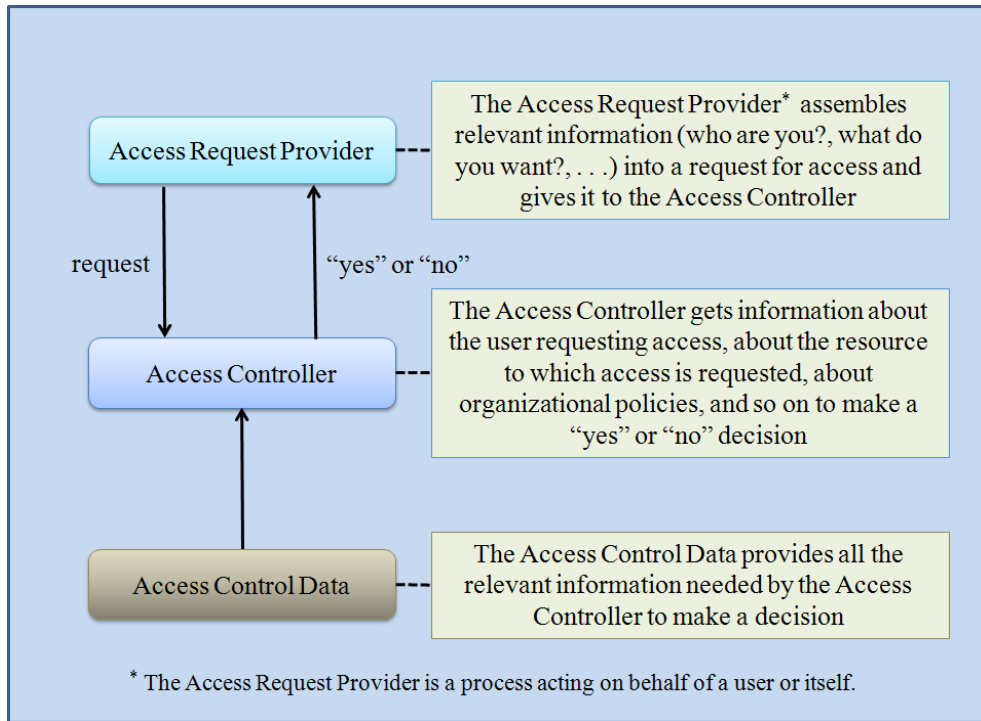 Access Request Provider
The Access Request Provider* assembles
relevant information (who are you?, what do
you want?, . . .) into a request for access and
gives it to the Access Controller
request
“yes” or “no”
Access Controller
The Access Controller gets information about
the user requesting access, about the resource
to which access is requested, about
organizational policies, and so on to make a
“yes” or “no” decision
Access Control Data
The Access Control Data provides all the
relevant information needed by the Access
Controller to make a decision
* The Access Request Provider is a process acting on behalf of a user or itself.